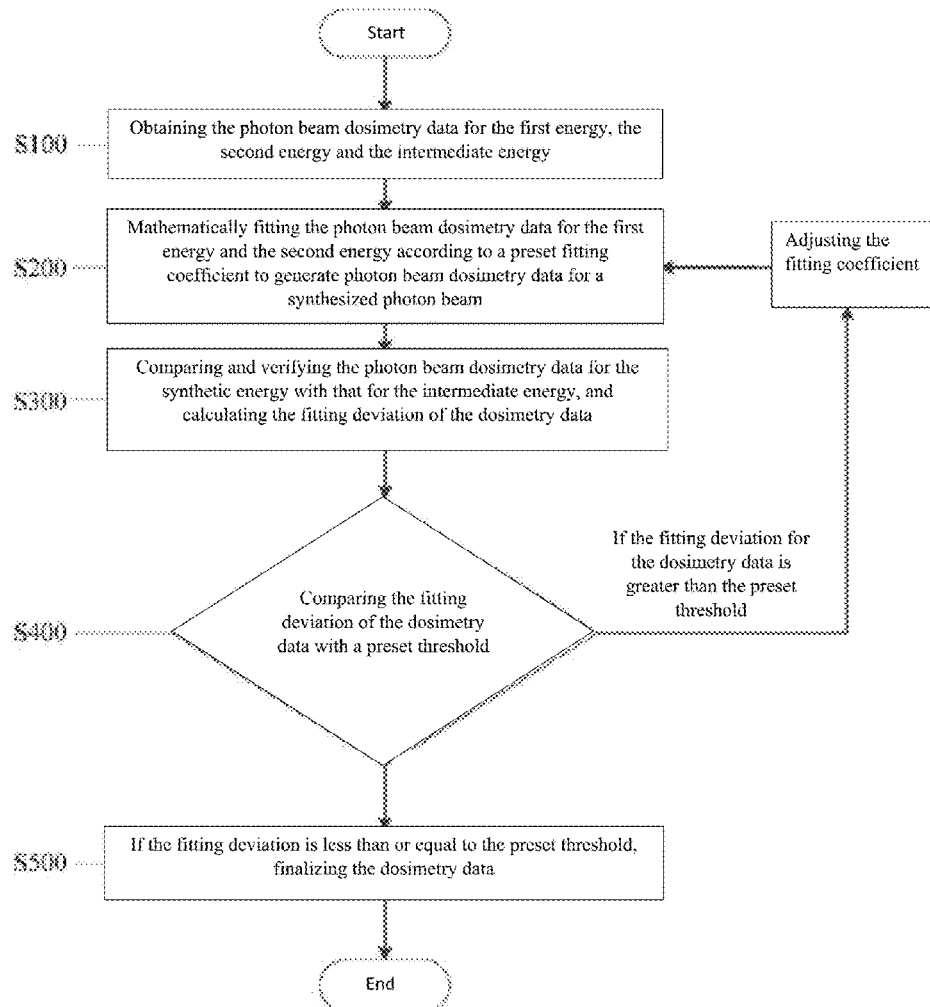 Start
S100
Obtaining the photon beam dosimetry data for the first energy, the
second energy and the intermediate energy
S200
Mathematically fitting the photon beam dosimetry data for the first
energy and the second energy according to a preset fitting
coefficient to generate photon beam dosimetry data for a
synthesized photon beam
Adjusting the
fitting coefficient
S300
Comparing and verifying the photon beam dosimetry data for the
synthetic energy with that for the intermediate energy, and
calculating the fitting deviation of the dosimetry data
If the fitting deviation for
the dosimetry data is
greater than the preset
threshold
S400
Comparing the fitting
deviation of the dosimetry
data with a preset threshold
S500
If the fitting deviation is less than or equal to the preset threshold,
finalizing the dosimetry data
End